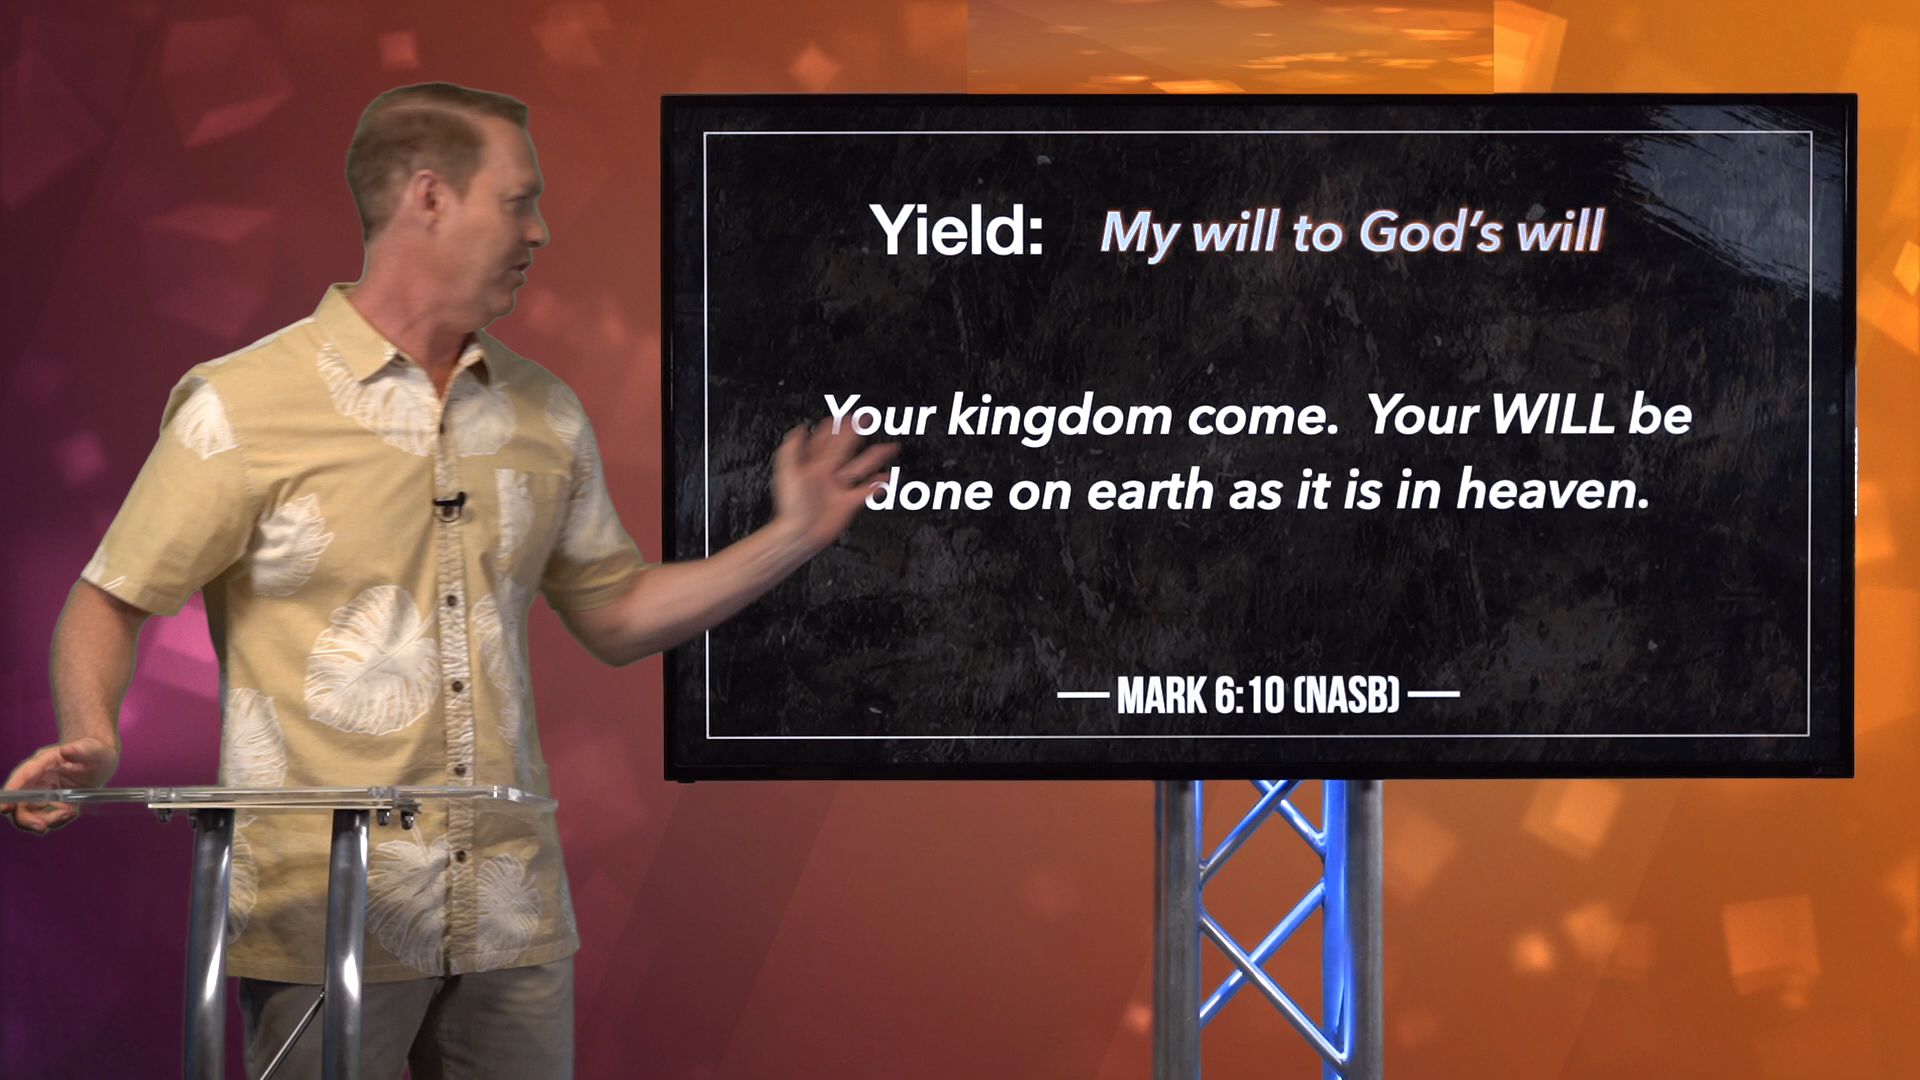 Yield: My will to God's will
Your kingdom come. Your WILL be
done on earth as it is in heaven.
— MARK 6:10 (NASB) —